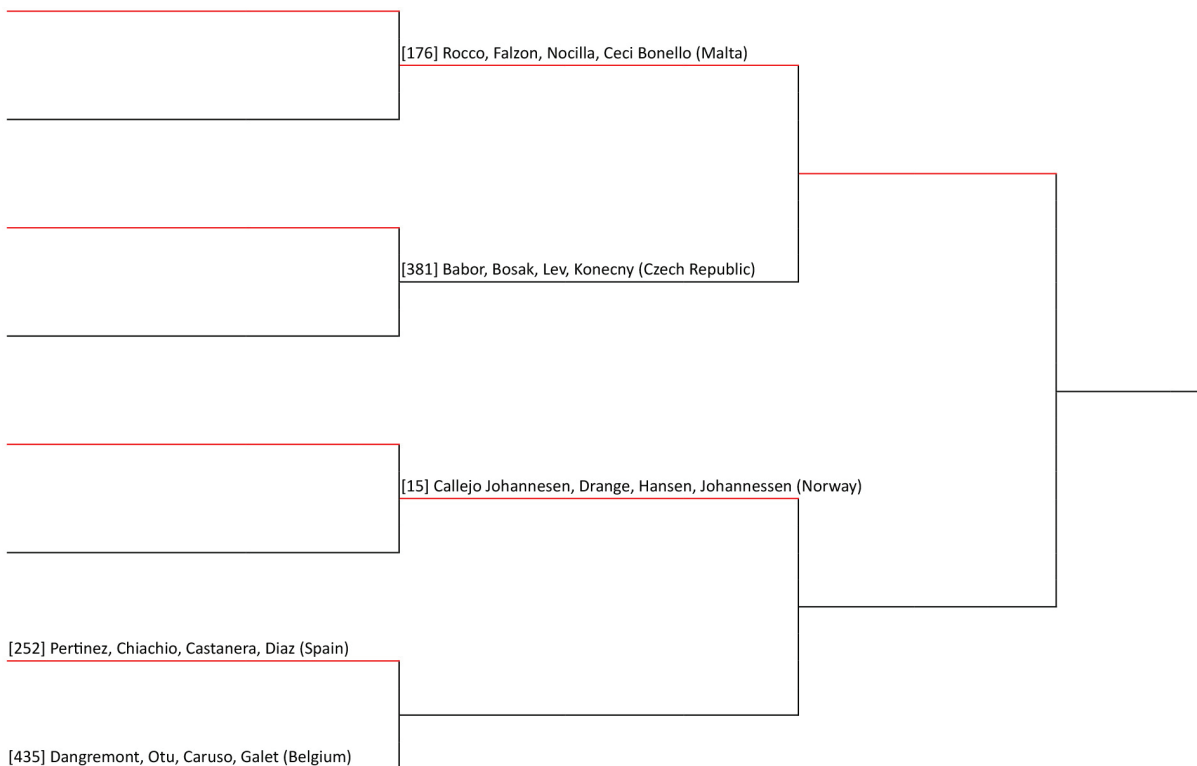 [176] Rocco, Falzon, Nocilla, Ceci Bonello (Malta)
[381] Babor, Bosak, Lev, Konecny (Czech Republic)
[15] Callejo Johannesen, Drange, Hansen, Johannessen (Norway)
[252] Pertinez, Chiachio, Castanera, Diaz (Spain)
[435] Dangremont, Otu, Caruso, Galet (Belgium)